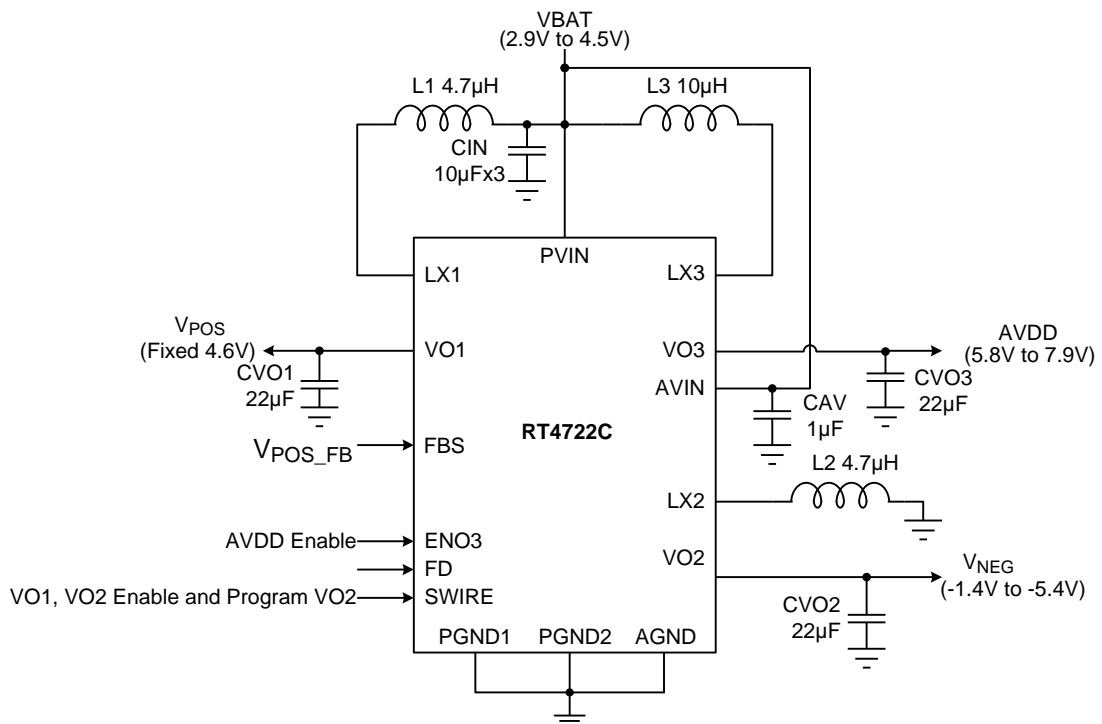 VBAT
(2.9V to 4.5V)
L1 4.7µH
L3 10µH
CIN
10µFx3
PVIN
LX1
LX3
VPOS
(Fixed 4.6V)
VO1
VO3
AVDD
(5.8V to 7.9V)
CVO1
22µF
AVIN
CVO3
22µF
CAV
1µF
RT4722C
VPOS_FB
FBS
L2 4.7µH
LX2
AVDD Enable
ENO3
VO2
FD
VNEG
(-1.4V to -5.4V)
VO1, VO2 Enable and Program VO2
SWIRE
CVO2
22µF
PGND1
PGND2
AGND